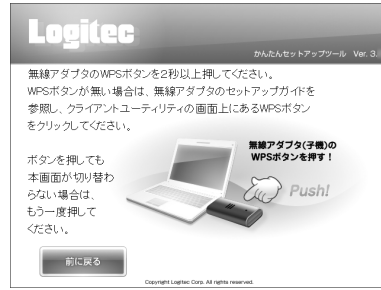 Logitec
かんたんセットアップツール Ver. 3.
無線アダプタのWPSボタンを2秒以上押してください。
WPSボタンが無い場合は、無線アダプタのセットアップガイドを
参照し、クライアントユーティリティの画面上にあるWPSボタン
をクリックしてください。
ボタンを押しても
本画面が切り替わ
らない場合は、
もう一度押して
ください。
無線アダプタ(子機)の
WPSボタンを押す！
Push!
前に戻る
Copyright Logitec Corp. All rights reserved.